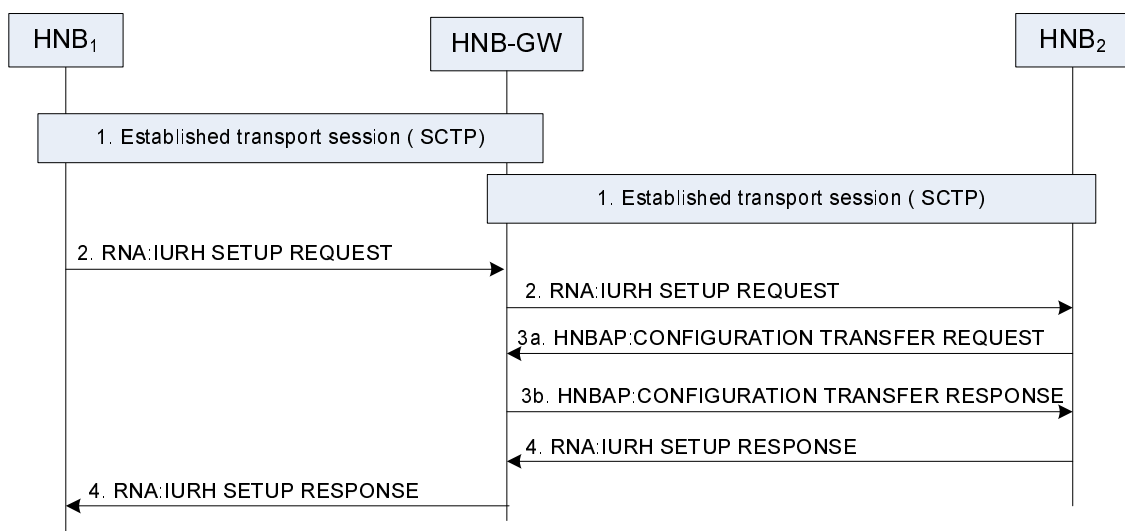 HNB₁
HNB-GW
HNB₂
1. Established transport session ( SCTP)
1. Established transport session ( SCTP)
2. RNA:IURH SETUP REQUEST
2. RNA:IURH SETUP REQUEST
3a. HNBAP:CONFIGURATION TRANSFER REQUEST
3b. HNBAP:CONFIGURATION TRANSFER RESPONSE
4. RNA:IURH SETUP RESPONSE
4. RNA:IURH SETUP RESPONSE